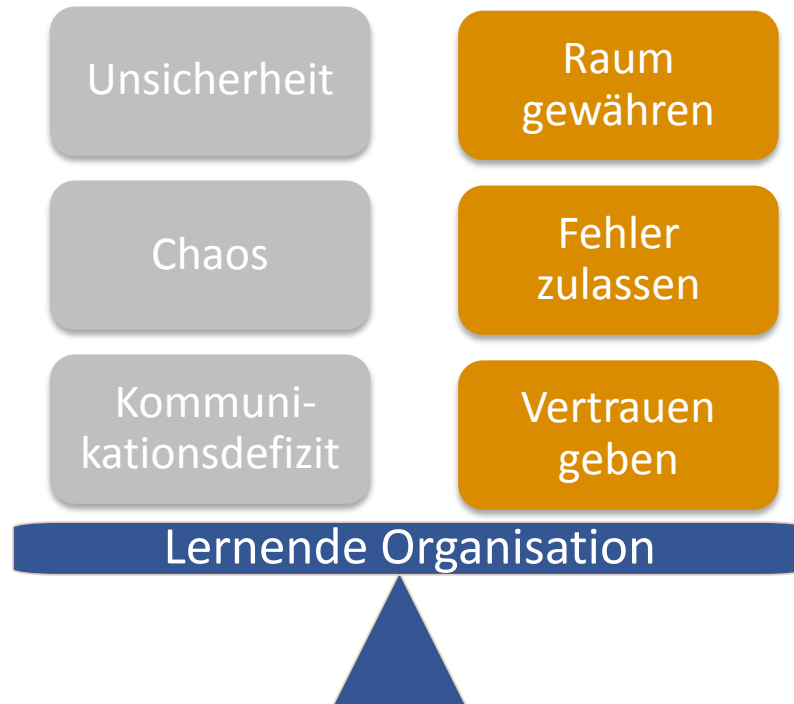 Unsicherheit
Raum
gewähren
Chaos
Fehler
zulassen
Kommuni-
kationsdefizit
Vertrauen
geben
Lernende Organisation